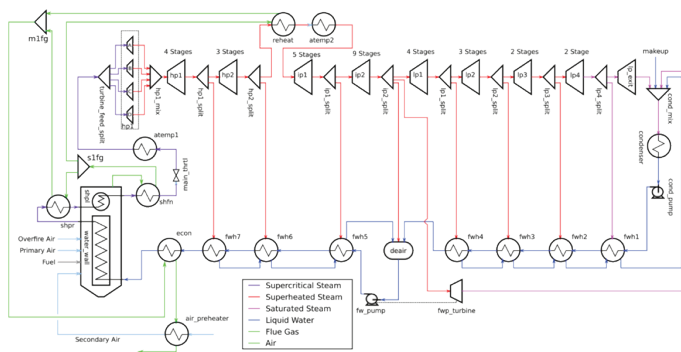 m1fg
reheat
atemp2
4 Stages
3 Stages
5 Stages
9 Stages
4 Stages
3 Stages
2 Stages
2 Stage
makeup
turbine_feed_split
hp1_mix
hp1
hp1_split
hp2
hp2_split
ip1
ip1_split
ip2
ip2_split
lp1
lp1_split
lp2
lp2_split
lp3
lp3_split
lp4
lp4_split
lp_exit
cond_mix
atemp1
condenser
s1fg
main_thrtl
cond_pump
shpr
shfn
water wall
econ
fwh7
fwh6
fwh5
deair
fwh4
fwh3
fwh2
fwh1
Overfire Air
Primary Air
Fuel
Secondary Air
air_preheater
fw_pump
fwp_turbine
Supercritical Steam
Superheated Steam
Saturated Steam
Liquid Water
Flue Gas
Air